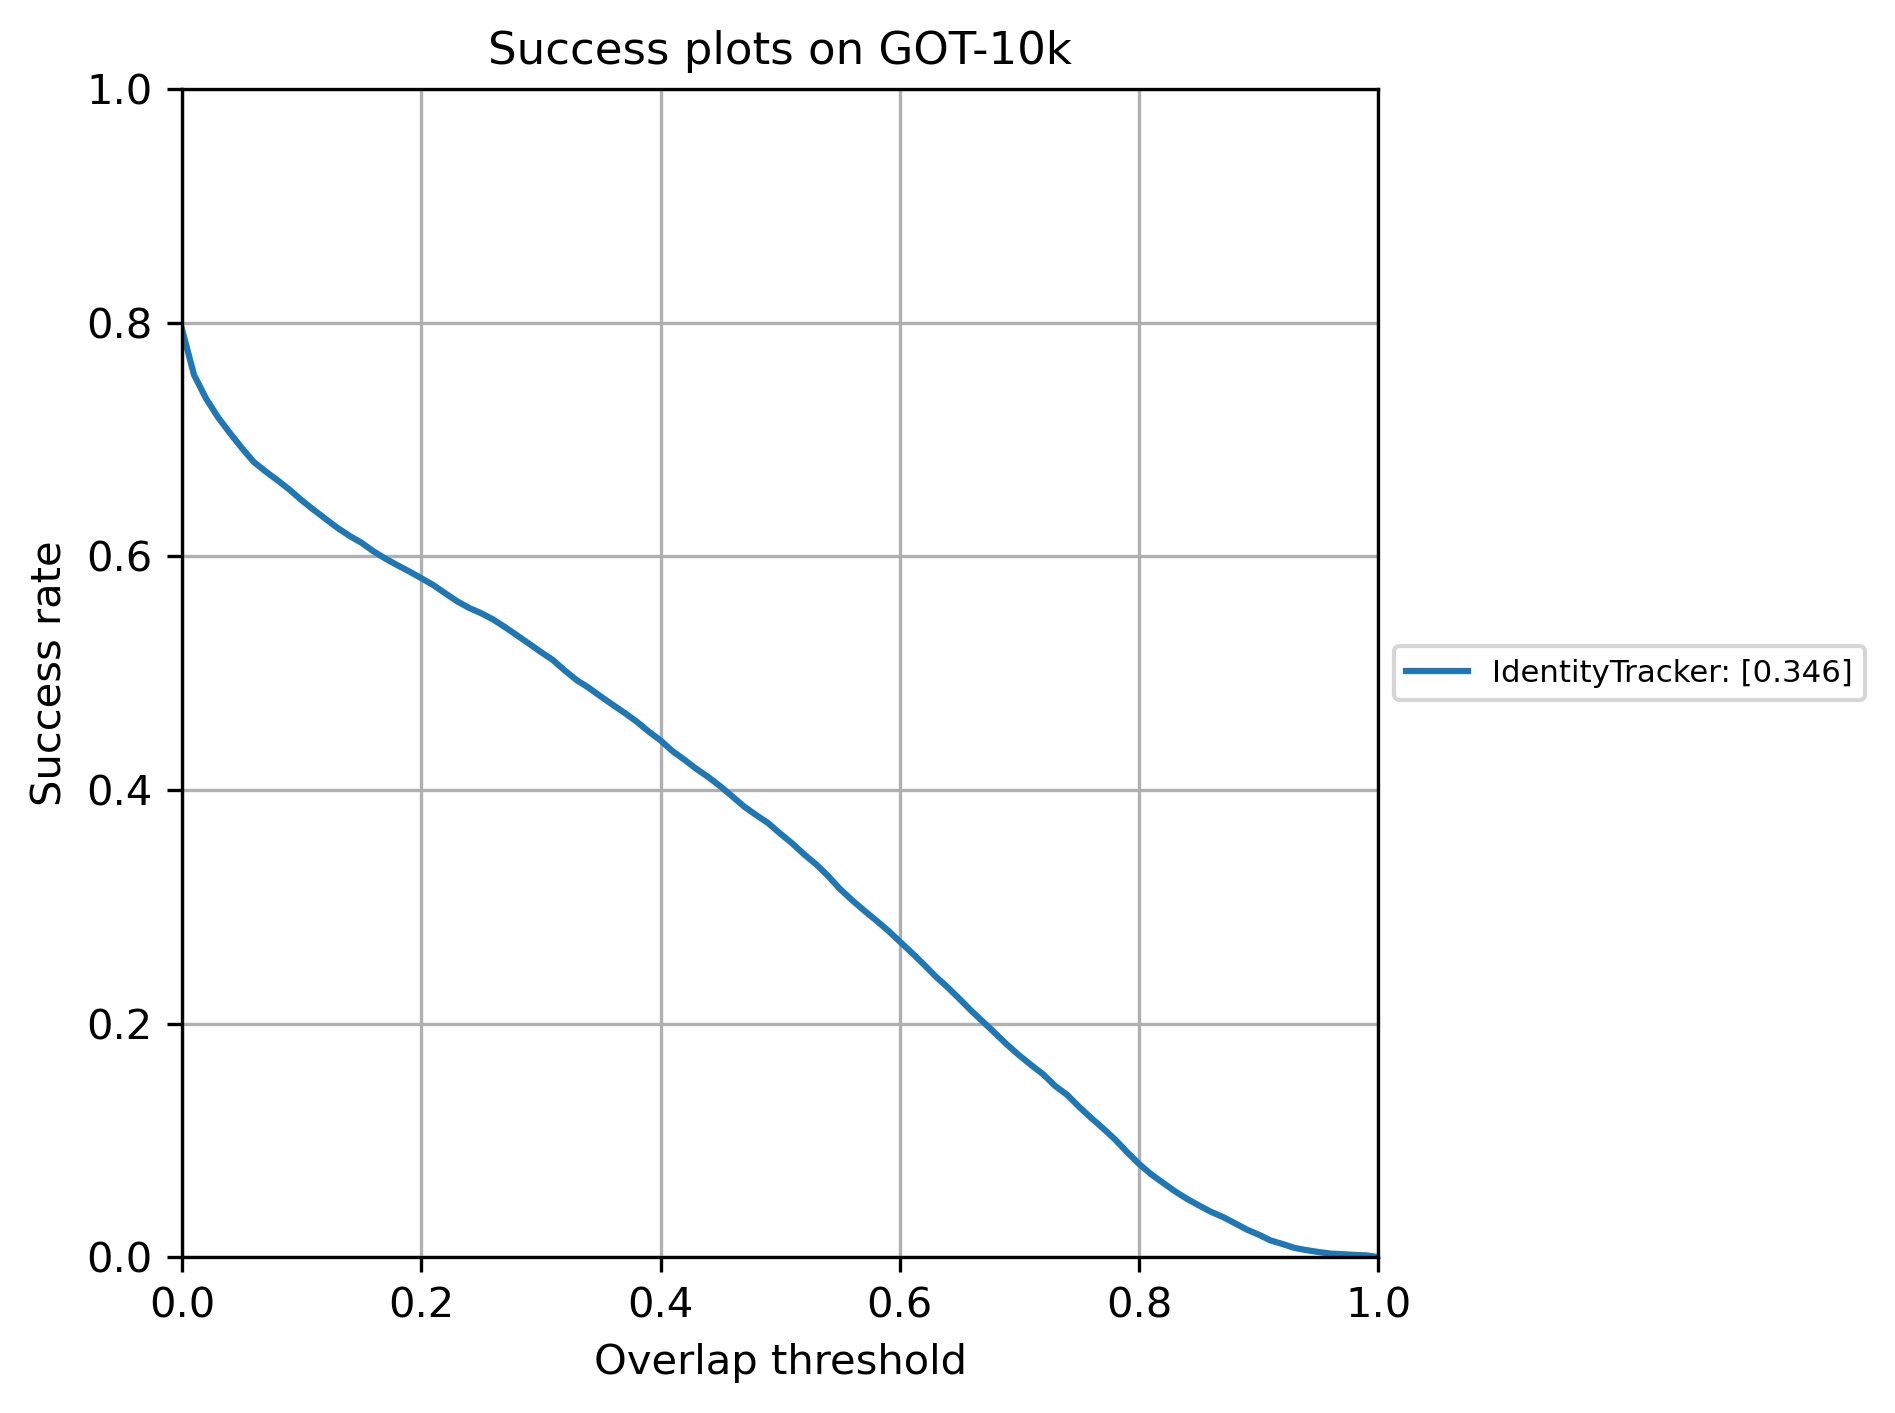 Success plots on GOT-10k
1.0
0.8
0.6
0.4
0.2
0.0
Success rate
0.0 0.2 0.4 0.6 0.8 1.0
Overlap threshold
IdentityTracker: [0.346]